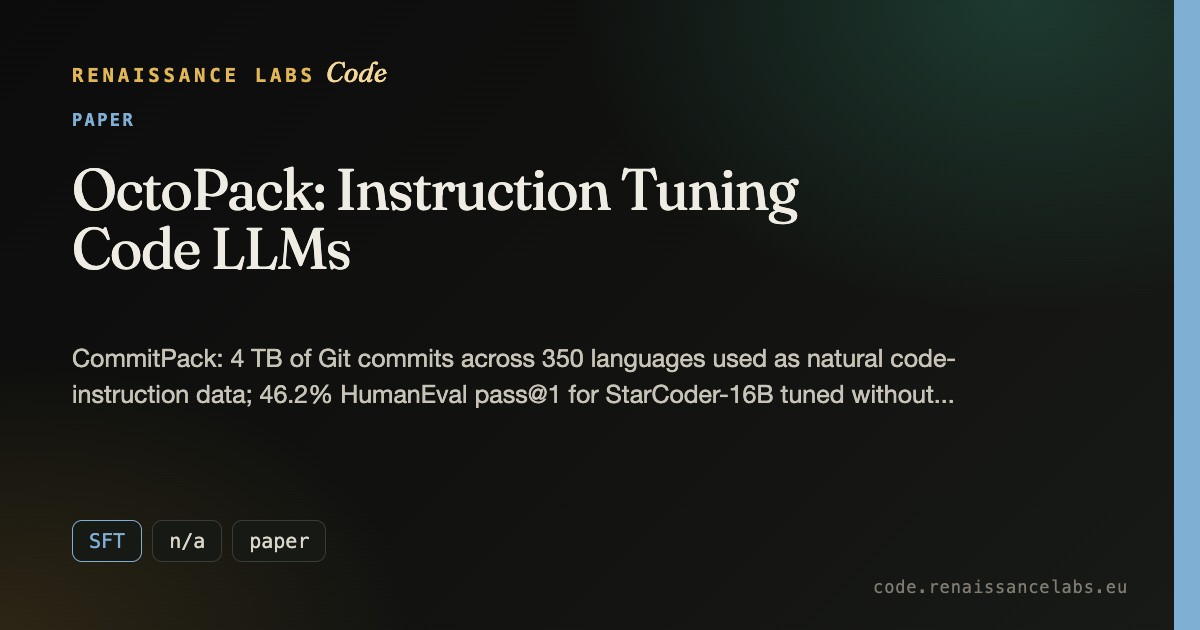 RENAISSANCE LABS Code
PAPER
OctoPack: Instruction Tuning
Code LLMs
CommitPack: 4 TB of Git commits across 350 languages used as natural code-
instruction data; 46.2% HumanEval pass@1 for StarCoder-16B tuned without...
SFT n/a paper
code.renaissancelabs.eu